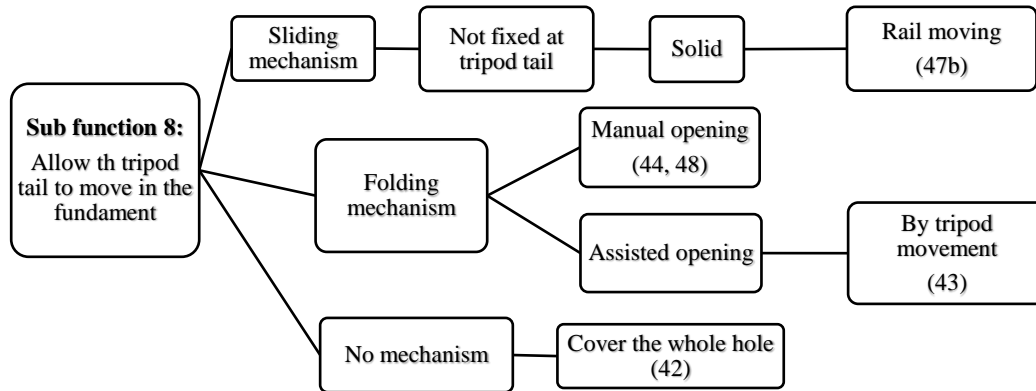 Sub function 8:
Allow th tripod
tail to move in the
fundament
Sliding
mechanism
Not fixed at
tripod tail
Solid
Rail moving
(47b)
Folding
mechanism
Manual opening
(44, 48)
Assisted opening
By tripod
movement
(43)
No mechanism
Cover the whole hole
(42)